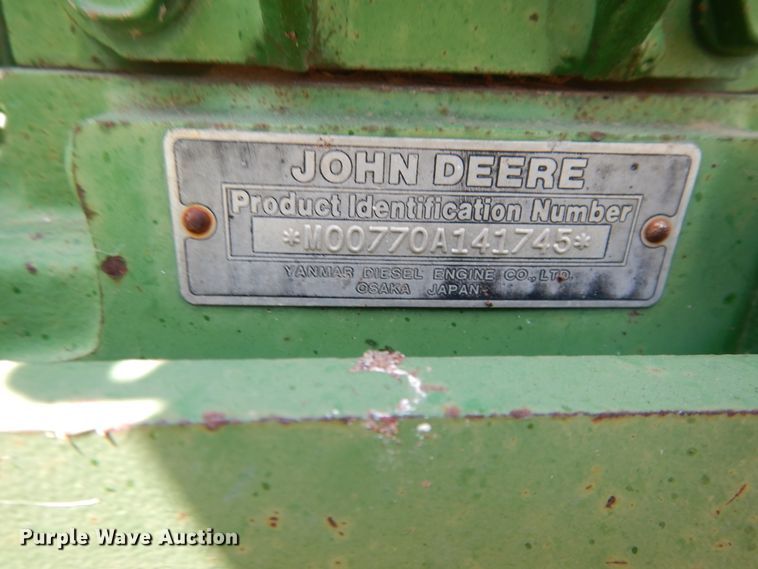 JOHN DEERE
Product Identification Number
*M00770A141745*
YANMAR DIESEL ENGINE CO., LTD.
OSAKA JAPAN
Purple Wave Auction